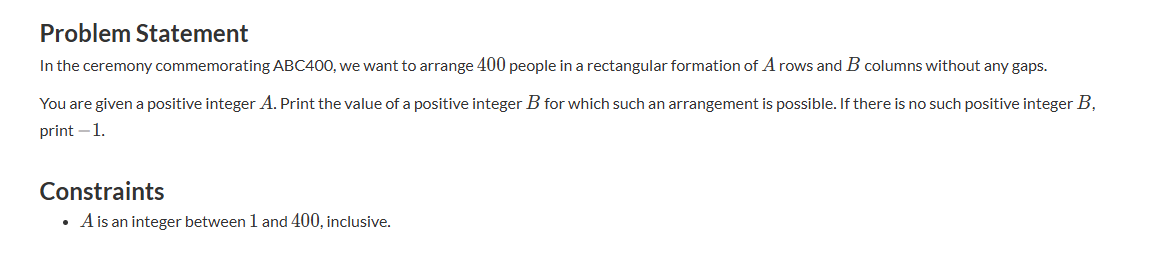 Problem Statement
In the ceremony commemorating ABC400, we want to arrange 400 people in a rectangular formation of A rows and B columns without any gaps.
You are given a positive integer A. Print the value of a positive integer B for which such an arrangement is possible. If there is no such positive integer B,
print −1.
Constraints
• A is an integer between 1 and 400, inclusive.